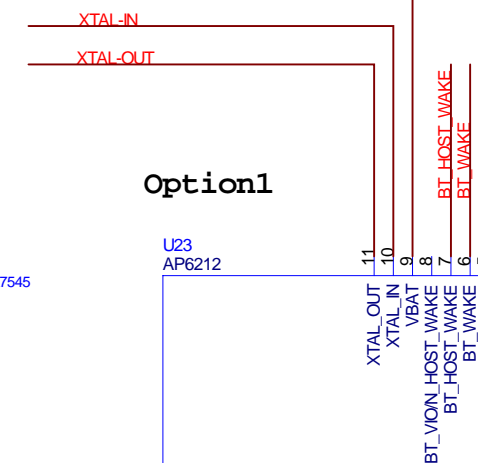 XTAL-IN
XTAL-OUT
BT_HOST_WAKE
BT_WAKE
Option1
U23
AP6212
7545
11
10
9
8
7
6
XTAL_OUT
XTAL_IN
VBAT
BT_VIO/N_HOST_WAKE
BT_HOST_WAKE
BT_WAKE